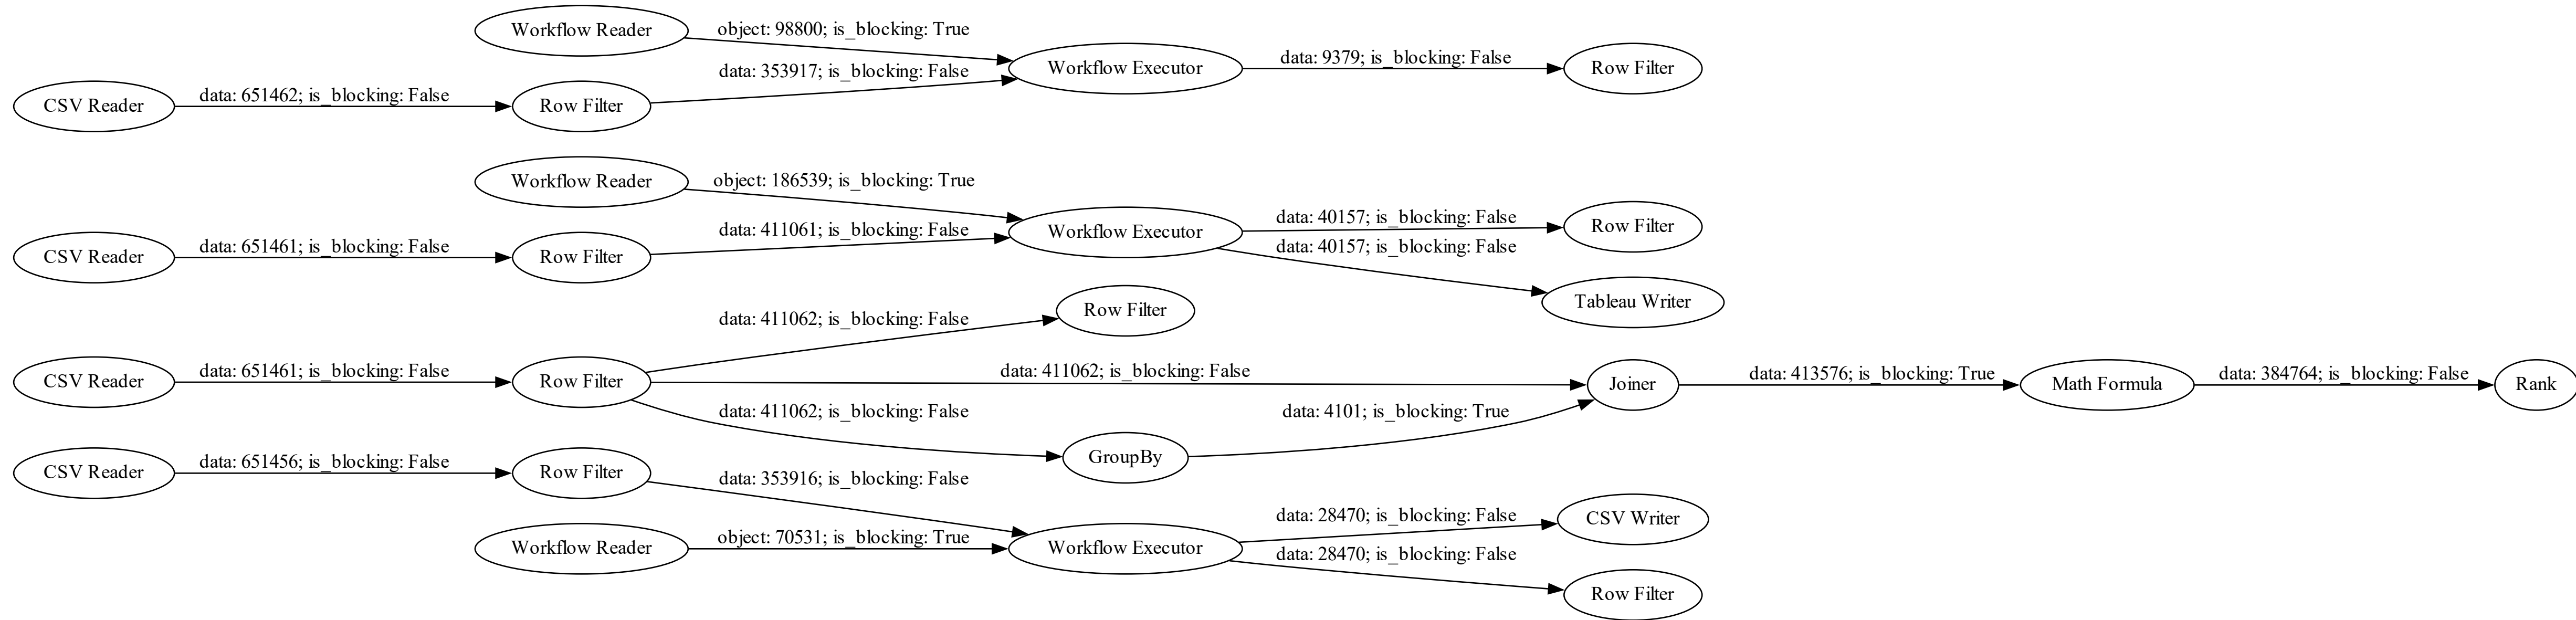 Workflow Reader
object: 98800; is_blocking: True
Workflow Executor
data: 9379; is_blocking: False
Row Filter
CSV Reader
data: 651462; is_blocking: False
Row Filter
data: 353917; is_blocking: False
Workflow Reader
object: 186539; is_blocking: True
Workflow Executor
data: 40157; is_blocking: False
Row Filter
CSV Reader
data: 651461; is_blocking: False
Row Filter
data: 411061; is_blocking: False
data: 40157; is_blocking: False
Tableau Writer
data: 411062; is_blocking: False
Row Filter
CSV Reader
data: 651461; is_blocking: False
Row Filter
data: 411062; is_blocking: False
Joiner
data: 413576; is_blocking: True
Math Formula
data: 384764; is_blocking: False
Rank
data: 411062; is_blocking: False
GroupBy
data: 4101; is_blocking: True
CSV Reader
data: 651456; is_blocking: False
Row Filter
data: 353916; is_blocking: False
Workflow Reader
object: 70531; is_blocking: True
Workflow Executor
data: 28470; is_blocking: False
CSV Writer
data: 28470; is_blocking: False
Row Filter